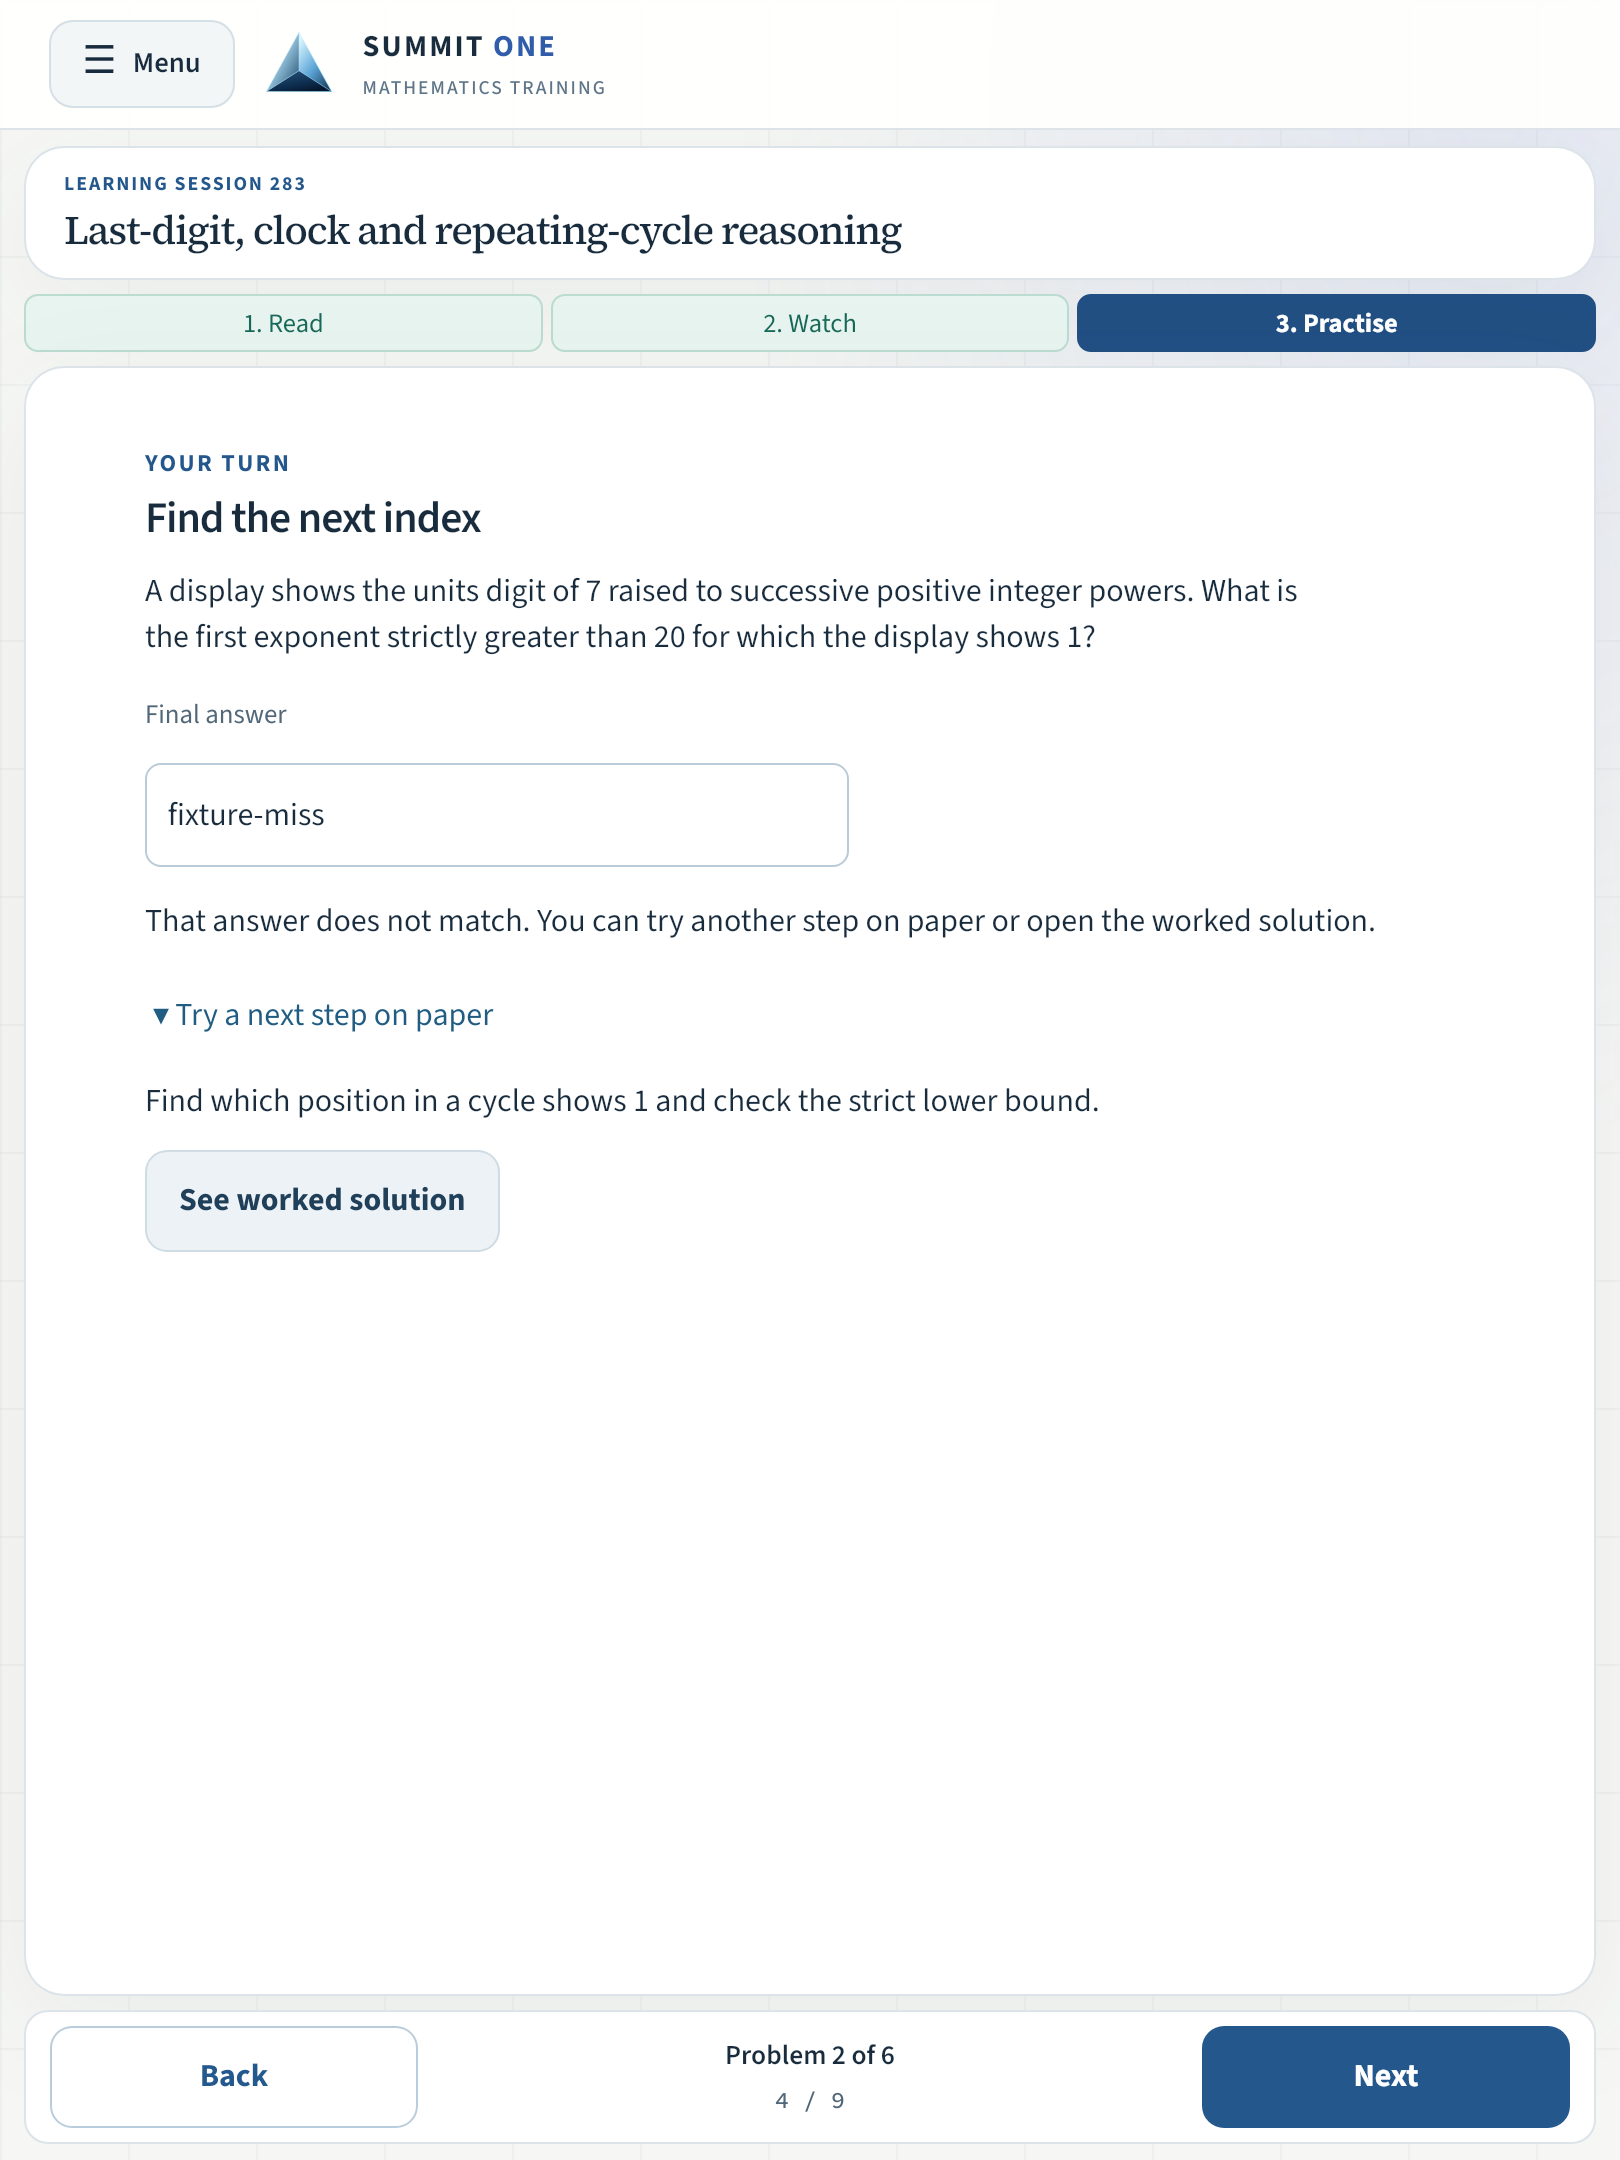 ☰ Menu
SUMMIT ONE
MATHEMATICS TRAINING
LEARNING SESSION 283
Last-digit, clock and repeating-cycle reasoning
1. Read
2. Watch
3. Practise
YOUR TURN
Find the next index
A display shows the units digit of 7 raised to successive positive integer powers. What is
the first exponent strictly greater than 20 for which the display shows 1?
Final answer
fixture-miss
That answer does not match. You can try another step on paper or open the worked solution.
▼ Try a next step on paper
Find which position in a cycle shows 1 and check the strict lower bound.
See worked solution
Back
Problem 2 of 6
4 / 9
Next